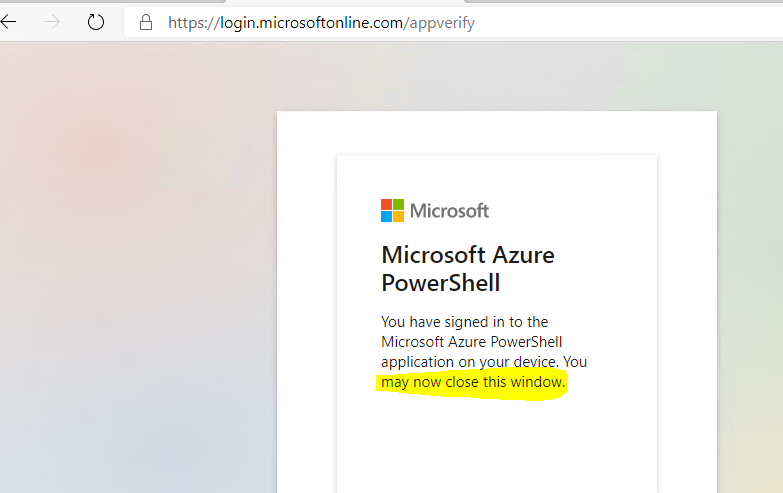 https://login.microsoftonline.com/appverify
Microsoft
Microsoft Azure
PowerShell
You have signed in to the
Microsoft Azure PowerShell
application on your device. You
may now close this window.